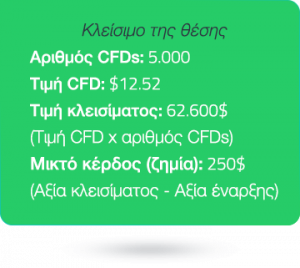 Κλείσιμο της θέσης
Αριθμός CFDs: 5.000
Τιμή CFD: $12.52
Τιμή κλεισίματος: 62.600$
(Τιμή CFD x αριθμός CFDs)
Μικτό κέρδος (ζημία): 250$
(Αξία κλεισίματος - Αξία έναρξης)